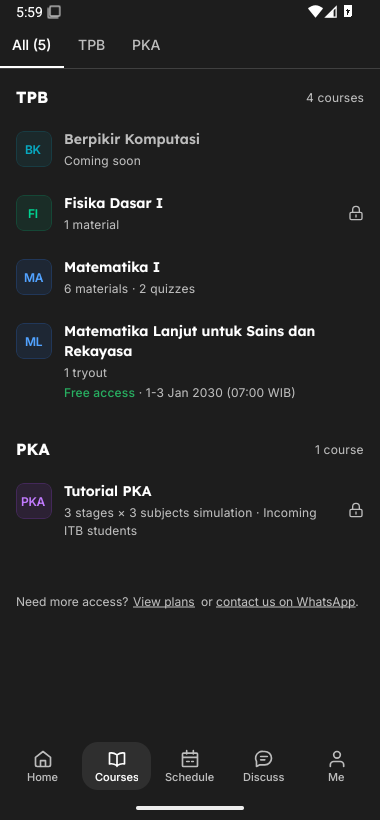 5:59
All (5) TPB PKA
TPB 4 courses
BK Berpikir Komputasi
Coming soon
FI Fisika Dasar I
1 material
MA Matematika I
6 materials · 2 quizzes
ML Matematika Lanjut untuk Sains dan
Rekayasa
1 tryout
Free access · 1-3 Jan 2030 (07:00 WIB)
PKA 1 course
PKA Tutorial PKA
3 stages × 3 subjects simulation · Incoming
ITB students
Need more access? View plans or contact us on WhatsApp.
Home Courses Schedule Discuss Me